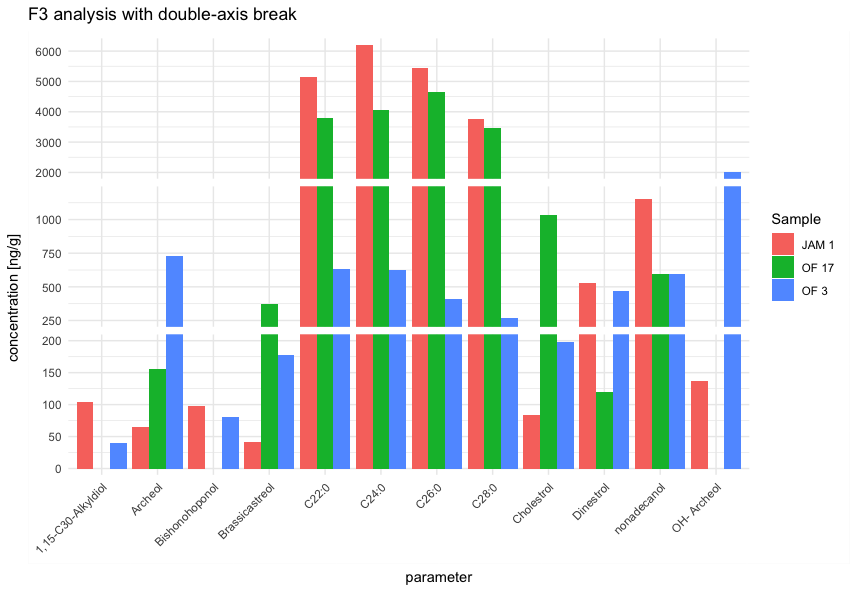 F3 analysis with double-axis break
6000
5000
4000
3000
2000
1000
750
500
250
200
150
100
50
0
concentration [ng/g]
1,15-C30-Alkyldiol
Archeol
Bishonohoponol
Brassicastreol
C22:0
C24:0
C26:0
C28:0
Cholestrol
Dinestrol
nonadecanol
OH- Archeol
parameter
Sample
JAM 1
OF 17
OF 3